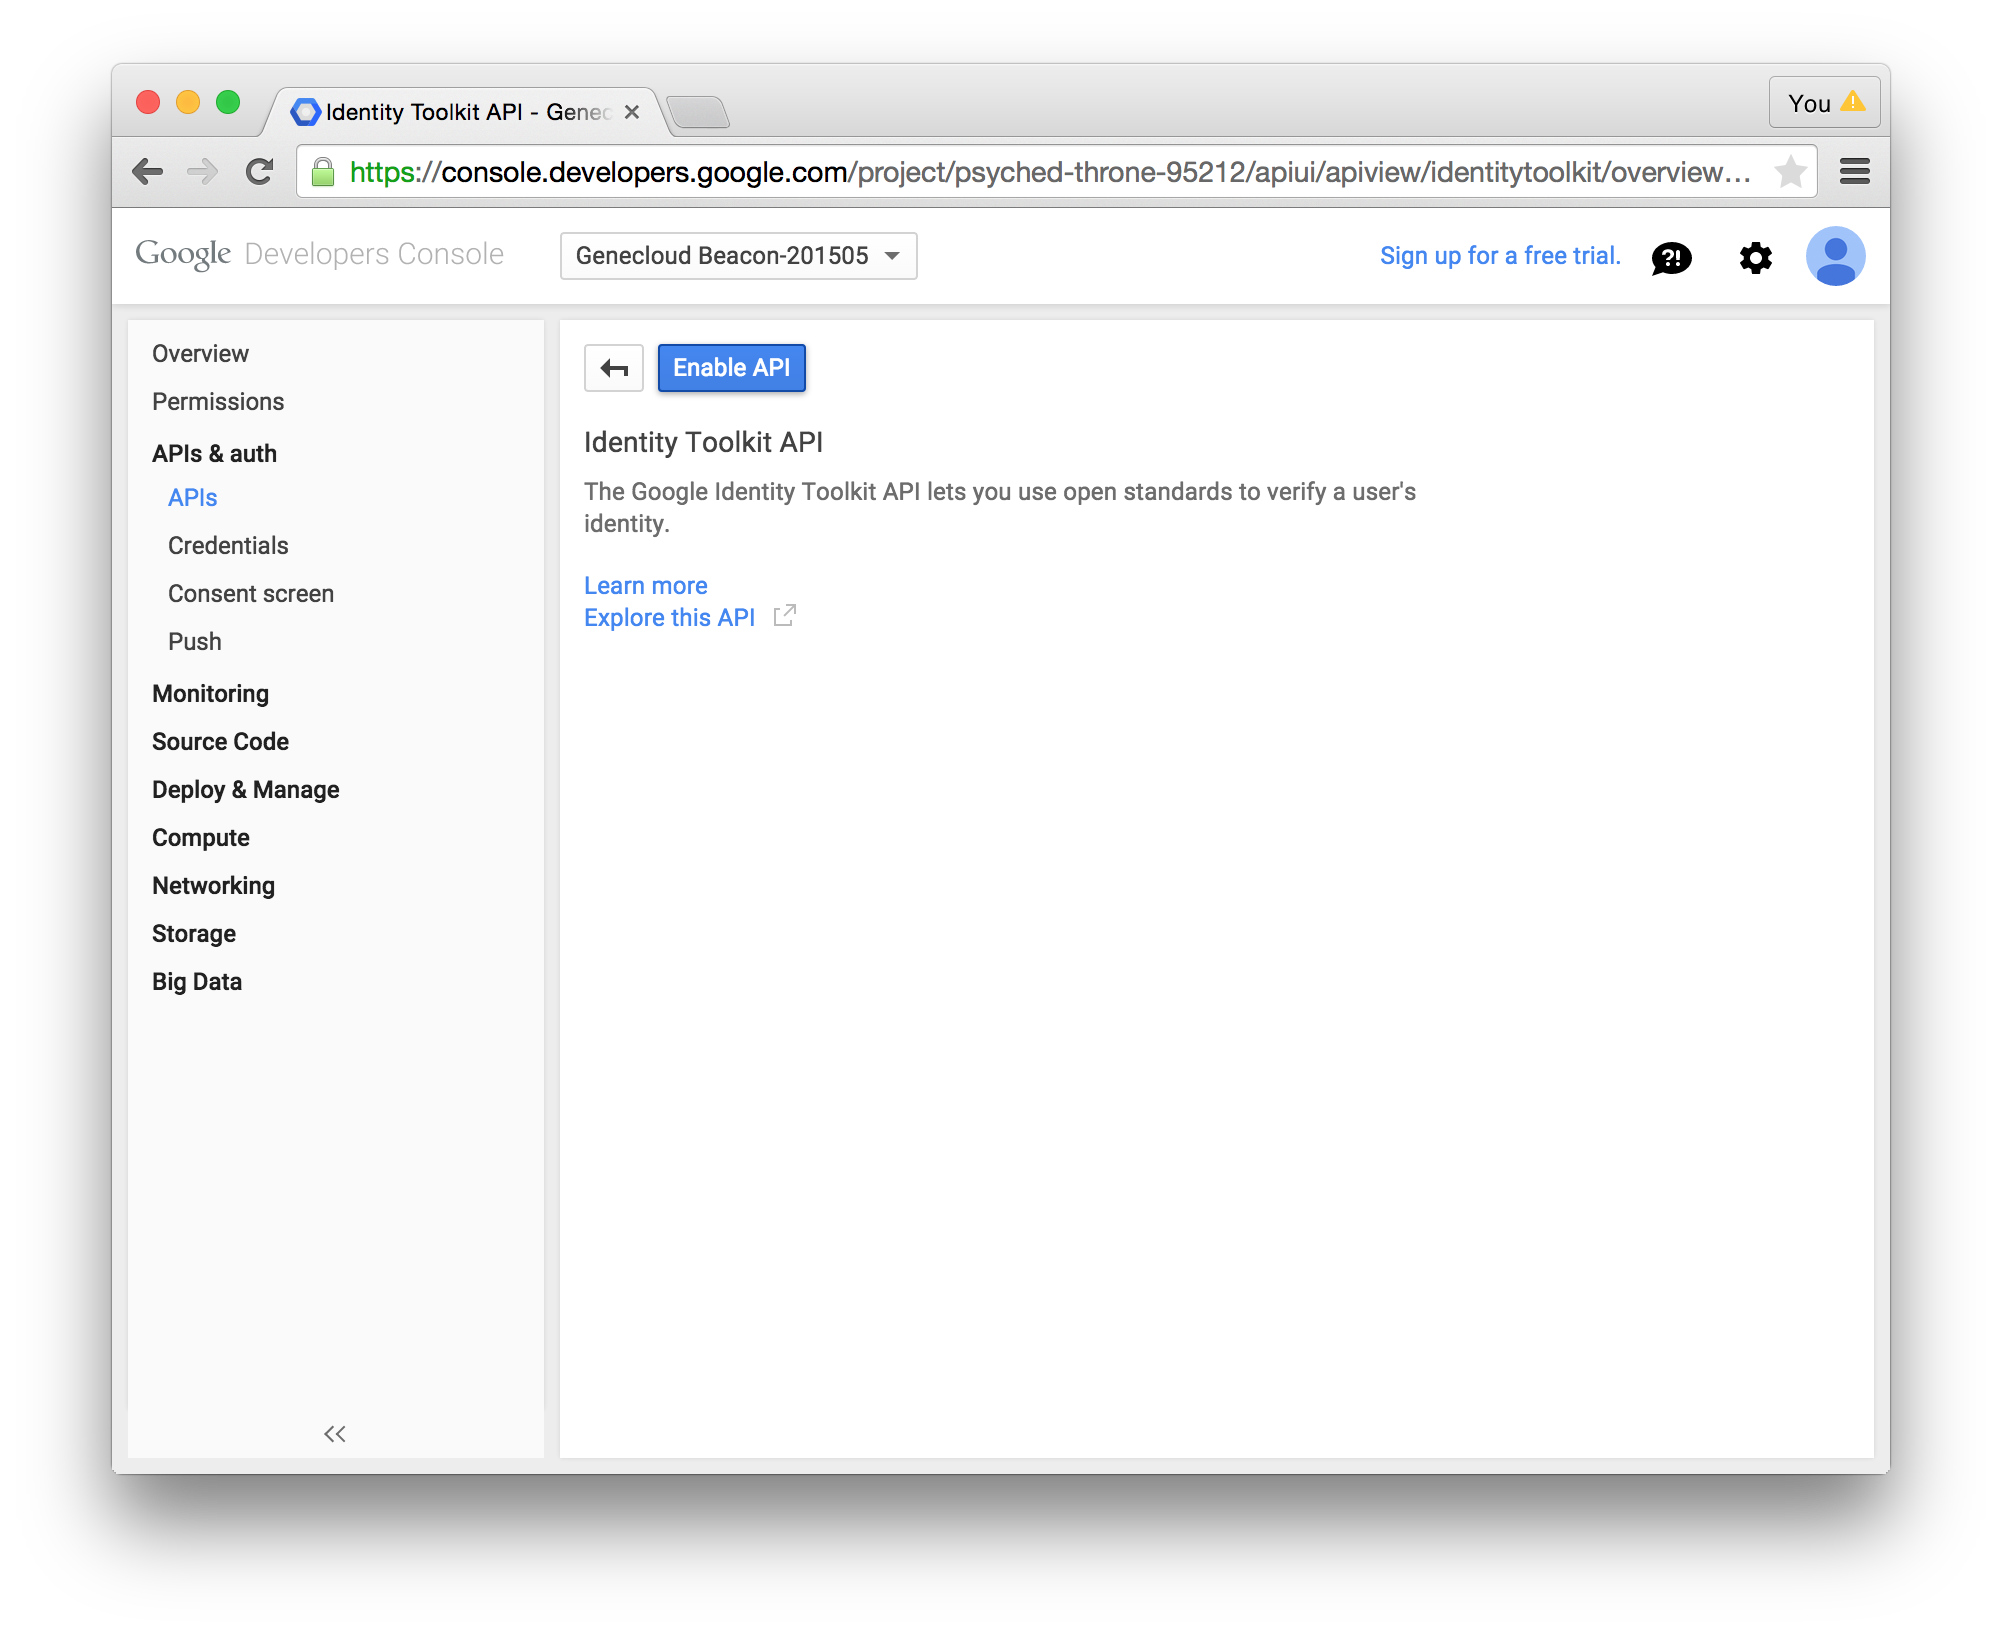 Identity Toolkit API - Genec
You
https://console.developers.google.com/project/psyched-throne-95212/apiui/apiview/identitytoolkit/overview...
Google Developers Console
Genecloud Beacon-201505
Sign up for a free trial.
?!
Overview
Permissions
APIs & auth
APIs
Credentials
Consent screen
Push
Monitoring
Source Code
Deploy & Manage
Compute
Networking
Storage
Big Data
Enable API
Identity Toolkit API
The Google Identity Toolkit API lets you use open standards to verify a user's
identity.
Learn more
Explore this API